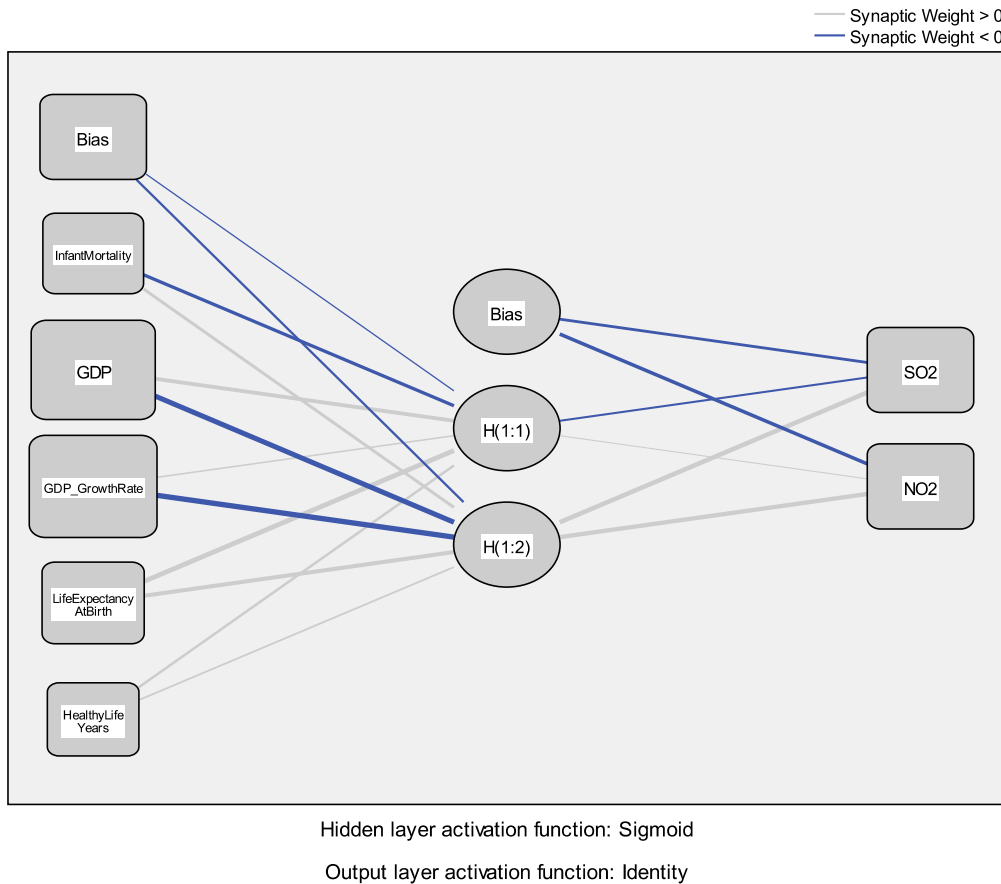 Synaptic Weight > 0
Synaptic Weight < 0
Bias
InfantMortality
GDP
GDP_GrowthRate
LifeExpectancy
AtBirth
HealthyLife
Years
Bias
H(1:1)
H(1:2)
SO2
NO2
Hidden layer activation function: Sigmoid
Output layer activation function: Identity